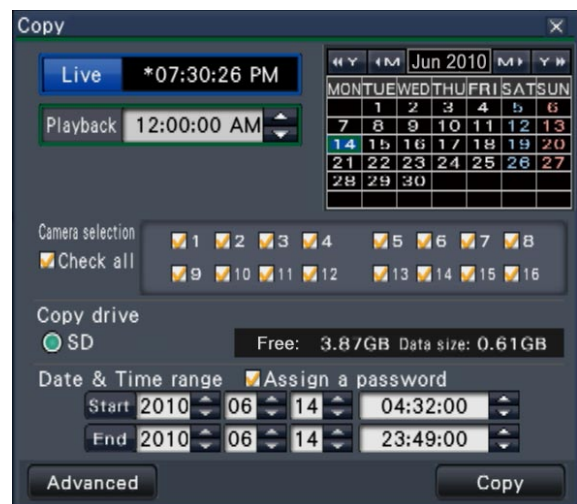 Copy
Live *07:30:26 PM
Playback 12:00:00 AM
Y M Jun 2010 M Y
MON TUE WED THU FRI SAT SUN
1 2 3 4 5 6
7 8 9 10 11 12 13
14 15 16 17 18 19 20
21 22 23 24 25 26 27
28 29 30
Camera selection
Check all
1 2 3 4 5 6 7 8
9 10 11 12 13 14 15 16
Copy drive
SD Free: 3.87GB Data size: 0.61GB
Date & Time range Assign a password
Start 2010 06 14 04:32:00
End 2010 06 14 23:49:00
Advanced Copy